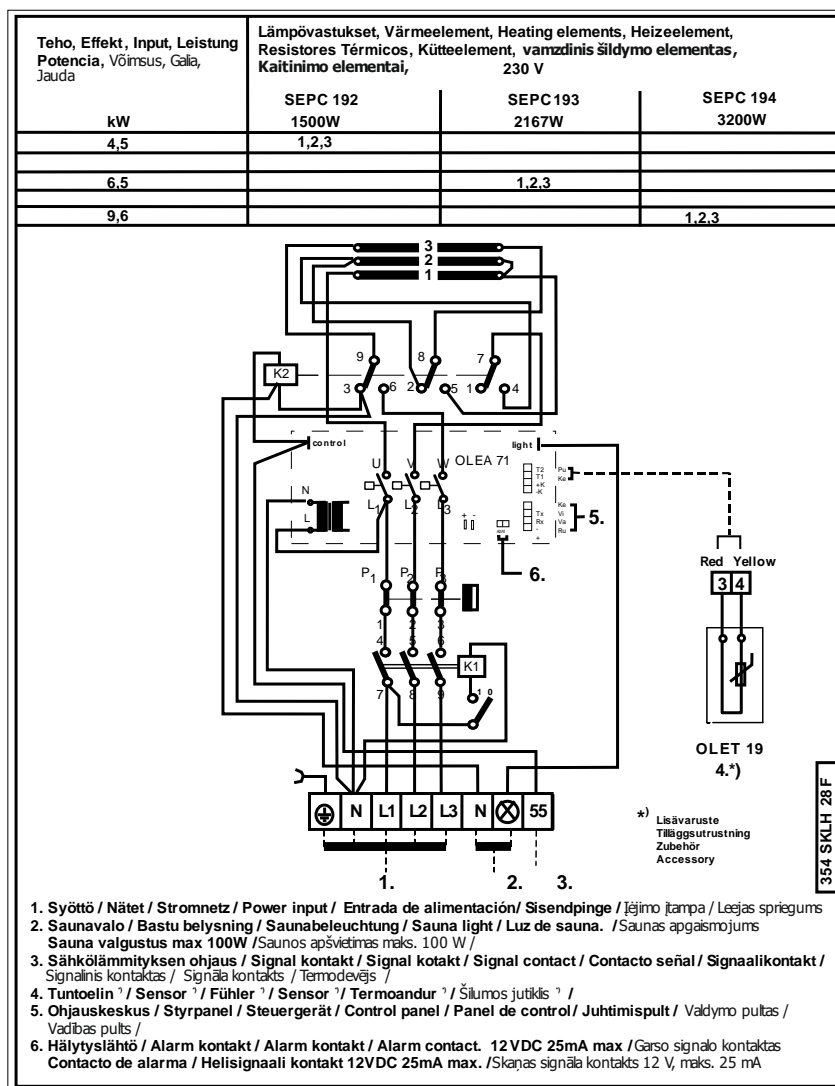 Teho, Effekt, Input, Leistung
Potencia, Võimsus, Galia,
Jauda
Lämpövastukset, Värmeelement, Heating elements, Heizeelement,
Resistores Térmicos, Kütteelement, vamzdinis šildymo elementas,
Kaitinimo elementai, 230 V
SEPC 192 SEPC193 SEPC 194
kW 1500W 2167W 3200W
4,5 1,2,3
6,5 1,2,3
9,6 1,2,3
3
2
1
9 8 7
K2
3 6 2 5 1 4
control light
U V W OLEA 71
T2 Pu
T1 Ke
+K
-K
N
L
L1 L2 L3
+ -
Ke
Tx Vi
Rx Va
- Ru
+
5.
6.
Red Yellow
3 4
P1 P2 P3
1 2 3
4 5 6
K1
7 8 9
1 0
OLET 19
4.*)
N L1 L2 L3 N 55
*) Lisävaruste
Tilläggsutrustning
Zubehör
Accessory
354 SKLH 28 F
1. 2. 3.
1. Syöttö / Nätet / Stromnetz / Power input / Entrada de alimentación/ Sisendpinge / Įėjimo įtampa / Leejas spriegums
2. Saunavalo / Bastu belysning / Saunabeleuchtung / Sauna light / Luz de sauna. /Saunas apgaismojums
Sauna valgustus max 100W /Saunos apšvietimas maks. 100 W /
3. Sähkölämmityksen ohjaus / Signal kontakt / Signal kotakt / Signal contact / Contacto señal / Signaalikontakt /
Signalinis kontaktas / Signāla kontakts / Termodevējs /
4. Tuntoelin *) / Sensor *) / Fühler *) / Sensor *) / Termoandur *) / Šilumos jutiklis *) /
5. Ohjauskeskus / Styrpanel / Steuergerät / Control panel / Panel de control/ Juhtimispult / Valdymo pultas /
Vadības pults /
6. Hälytyslähtö / Alarm kontakt / Alarm kontakt / Alarm contact. 12 VDC 25mA max /Garso signalo kontaktas
Contacto de alarma / Helisignaali kontakt 12VDC 25mA max. /Skaņas signāla kontakts 12 V, maks. 25 mA